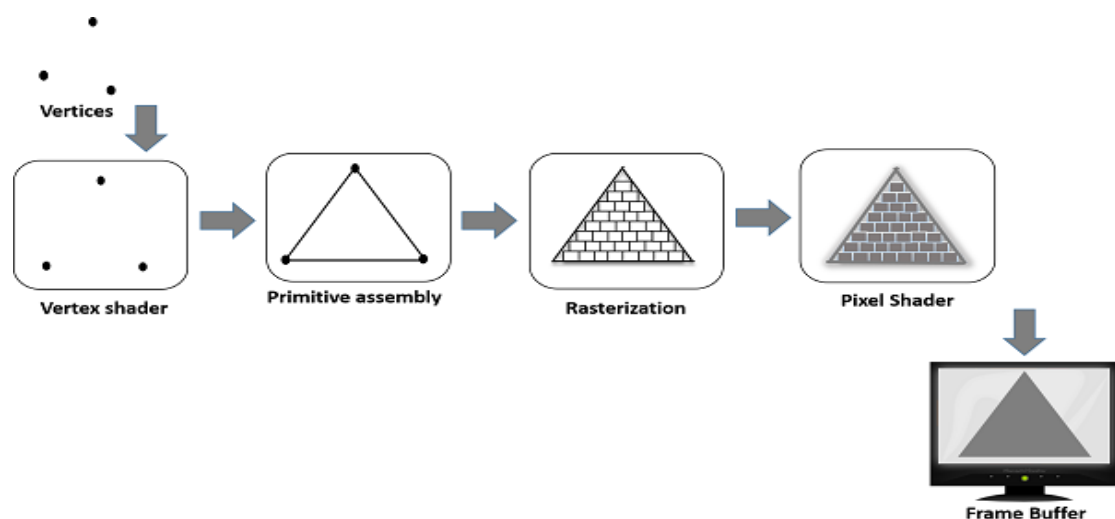 Vertices
Vertex shader
Primitive assembly
Rasterization
Pixel Shader
Frame Buffer